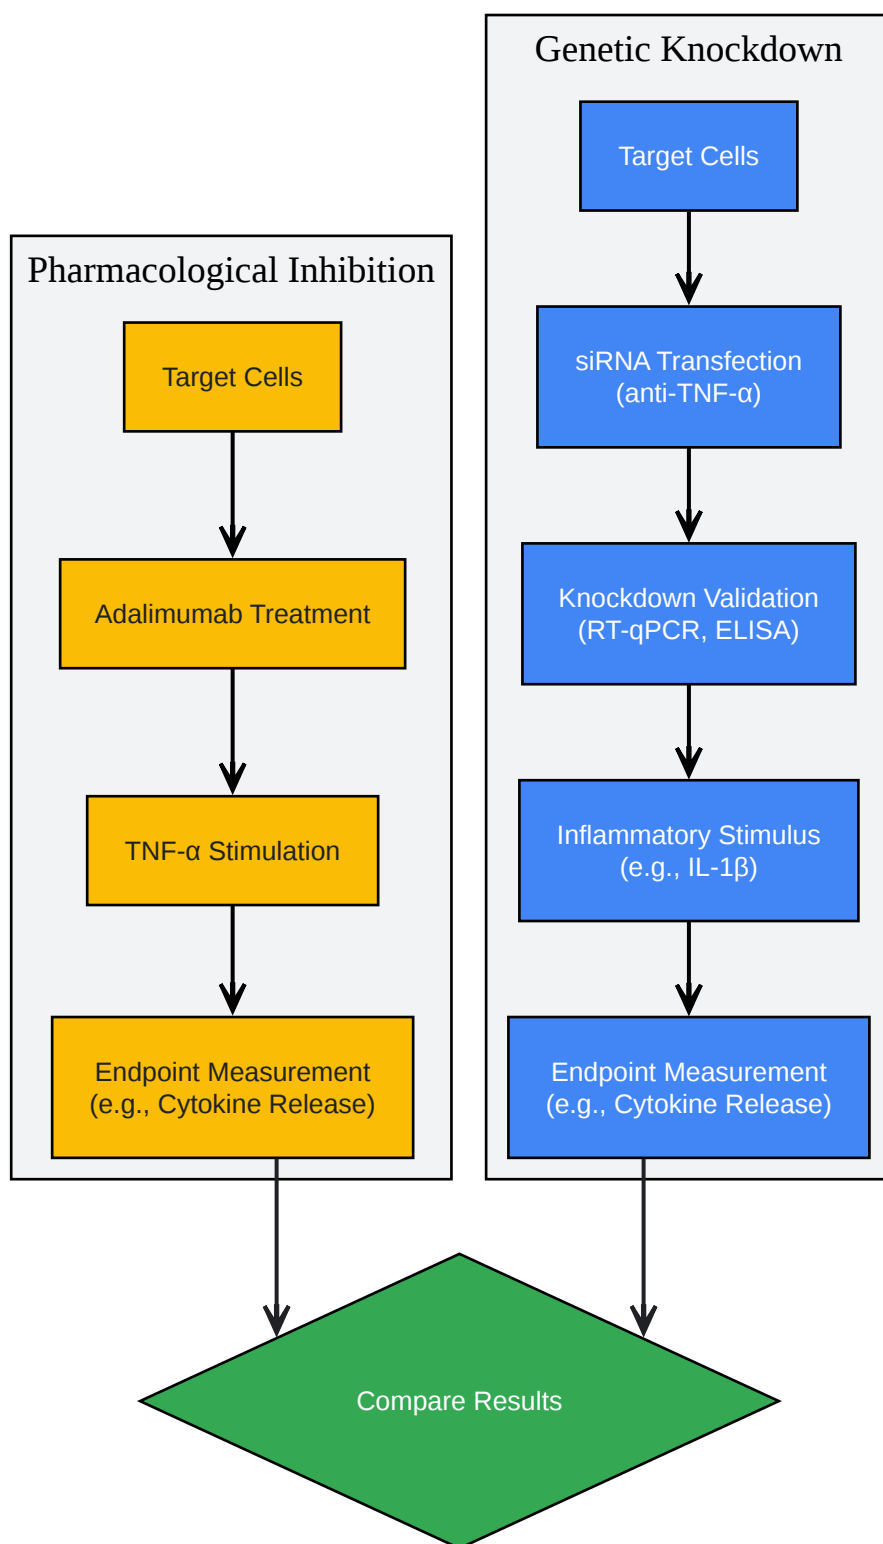 Pharmacological Inhibition
Target Cells
Adalimumab Treatment
TNF-α Stimulation
Endpoint Measurement
(e.g., Cytokine Release)
Genetic Knockdown
Target Cells
siRNA Transfection
(anti-TNF-α)
Knockdown Validation
(RT-qPCR, ELISA)
Inflammatory Stimulus
(e.g., IL-1β)
Endpoint Measurement
(e.g., Cytokine Release)
Compare Results